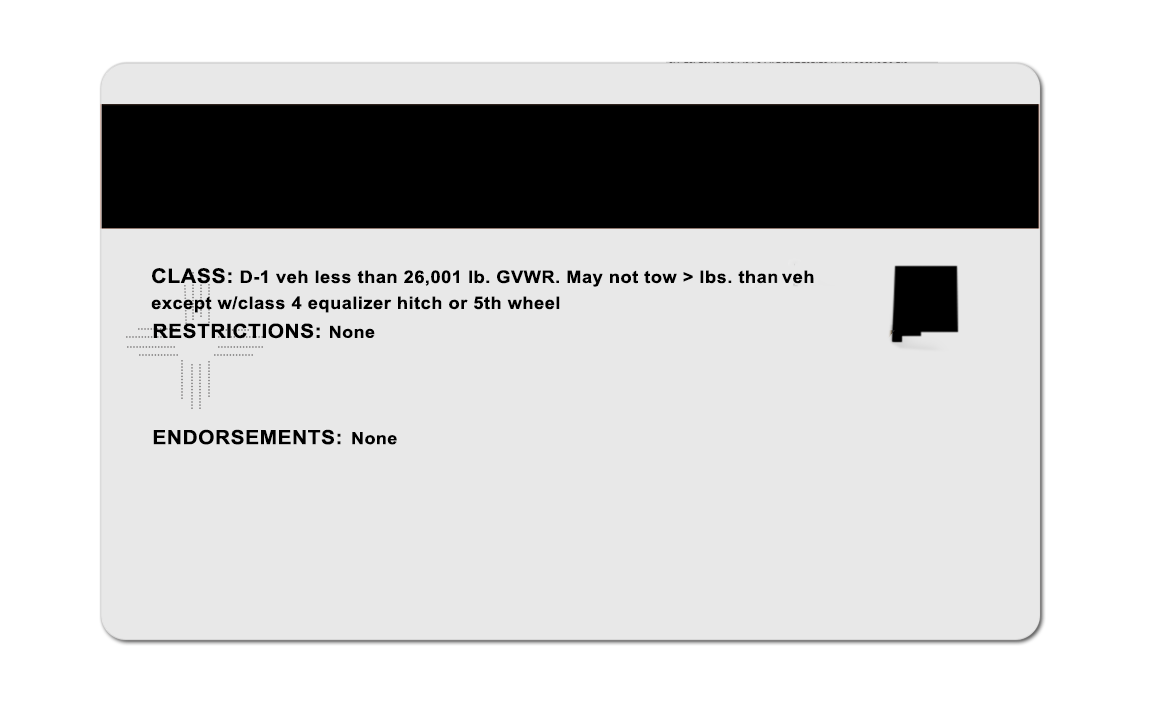 CLASS: D-1 veh less than 26,001 lb. GVWR. May not tow > lbs. than veh
except w/class 4 equalizer hitch or 5th wheel
RESTRICTIONS: None
ENDORSEMENTS: None